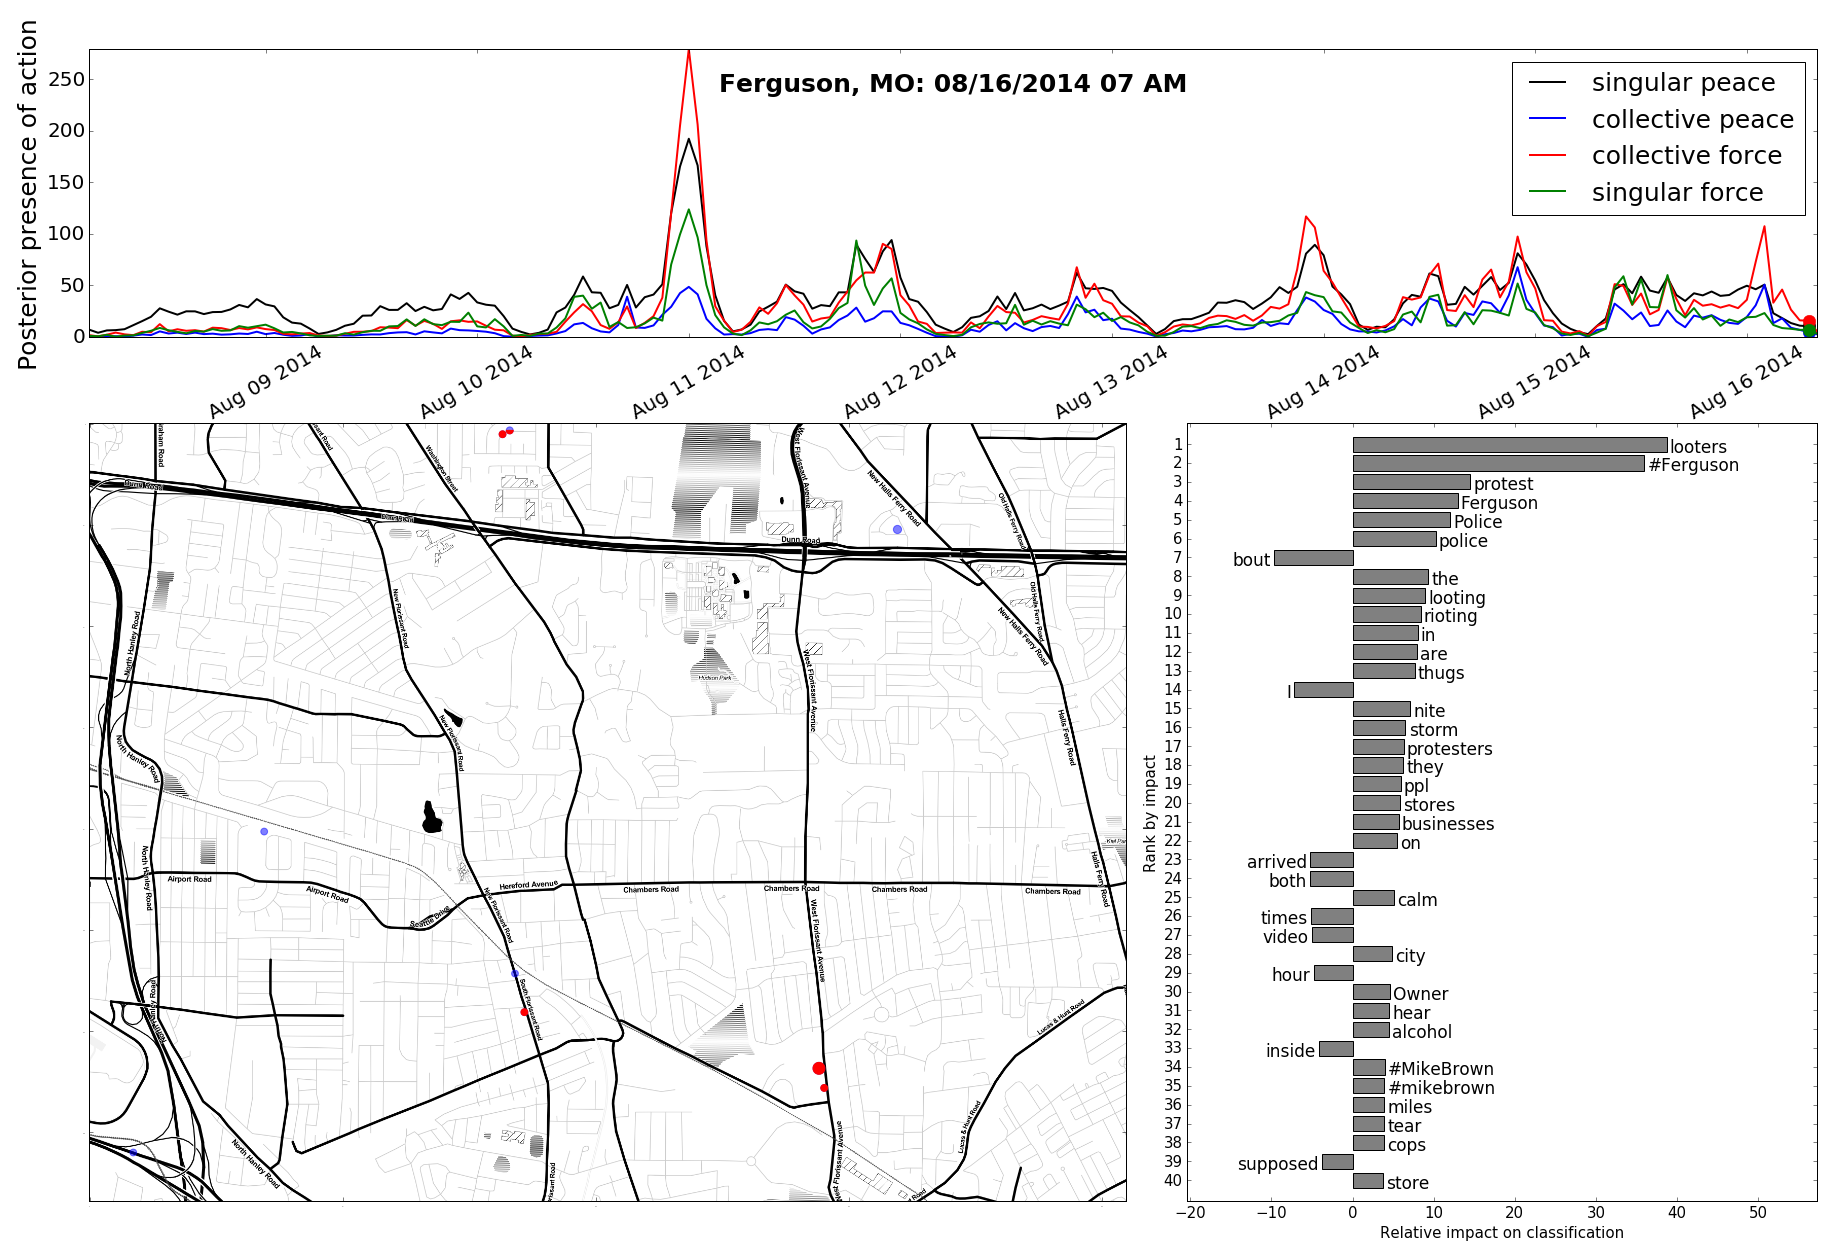 Posterior presence of action
250
200
150
100
50
0
Ferguson, MO: 08/16/2014 07 AM
singular peace
collective peace
collective force
singular force
Aug 09 2014
Aug 10 2014
Aug 11 2014
Aug 12 2014
Aug 13 2014
Aug 14 2014
Aug 15 2014
Aug 16 2014
Washington Street
West Florissant Avenue
New Halls Ferry Road
Old Halls Ferry Road
Dunn Road
Dunn Road
New Florissant Road
Old Halls Ferry Road
New Halls Ferry Road
North Hanley Road
West Florissant Avenue
Hudson Park
New Florissant Road
Halls Ferry Road
North Hanley Road
North Hanley Road
Halls Ferry Road
Airport Road
Airport Road
Hereford Avenue
Chambers Road
Chambers Road
Chambers Road
Chambers Road
Seattle Drive
New Florissant Road
West Florissant Avenue
South Florissant Road
Lucas & Hunt Road
Lucas & Hunt Road
North Hanley Road
West Florissant Avenue
Rank by impact
1 looters
2 #Ferguson
3 protest
4 Ferguson
5 Police
6 police
7 bout
8 the
9 looting
10 rioting
11 in
12 are
13 thugs
14 I
15 nite
16 storm
17 protesters
18 they
19 ppl
20 stores
21 businesses
22 on
23 arrived
24 both
25 calm
26 times
27 video
28 city
29 hour
30 Owner
31 hear
32 alcohol
33 inside
34 #MikeBrown
35 #mikebrown
36 miles
37 tear
38 cops
39 supposed
40 store
−20 −10 0 10 20 30 40 50
Relative impact on classification